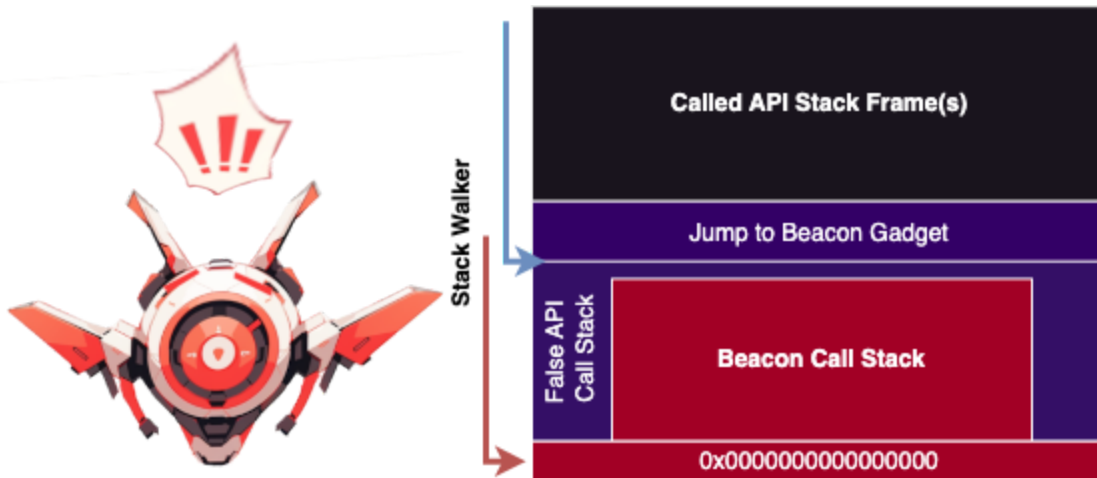 !!!
Stack Walker
Called API Stack Frame(s)
Jump to Beacon Gadget
False API
Call Stack
Beacon Call Stack
0x0000000000000000